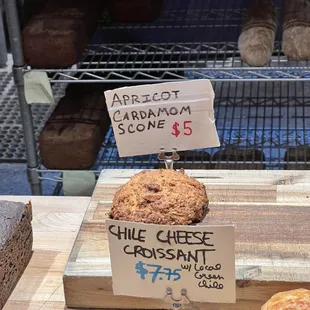 APRICOT
CARDAMOM
SCONE $5
CHILE CHEESE
CROISSANT
$7.75 w/Local
Green
Chile